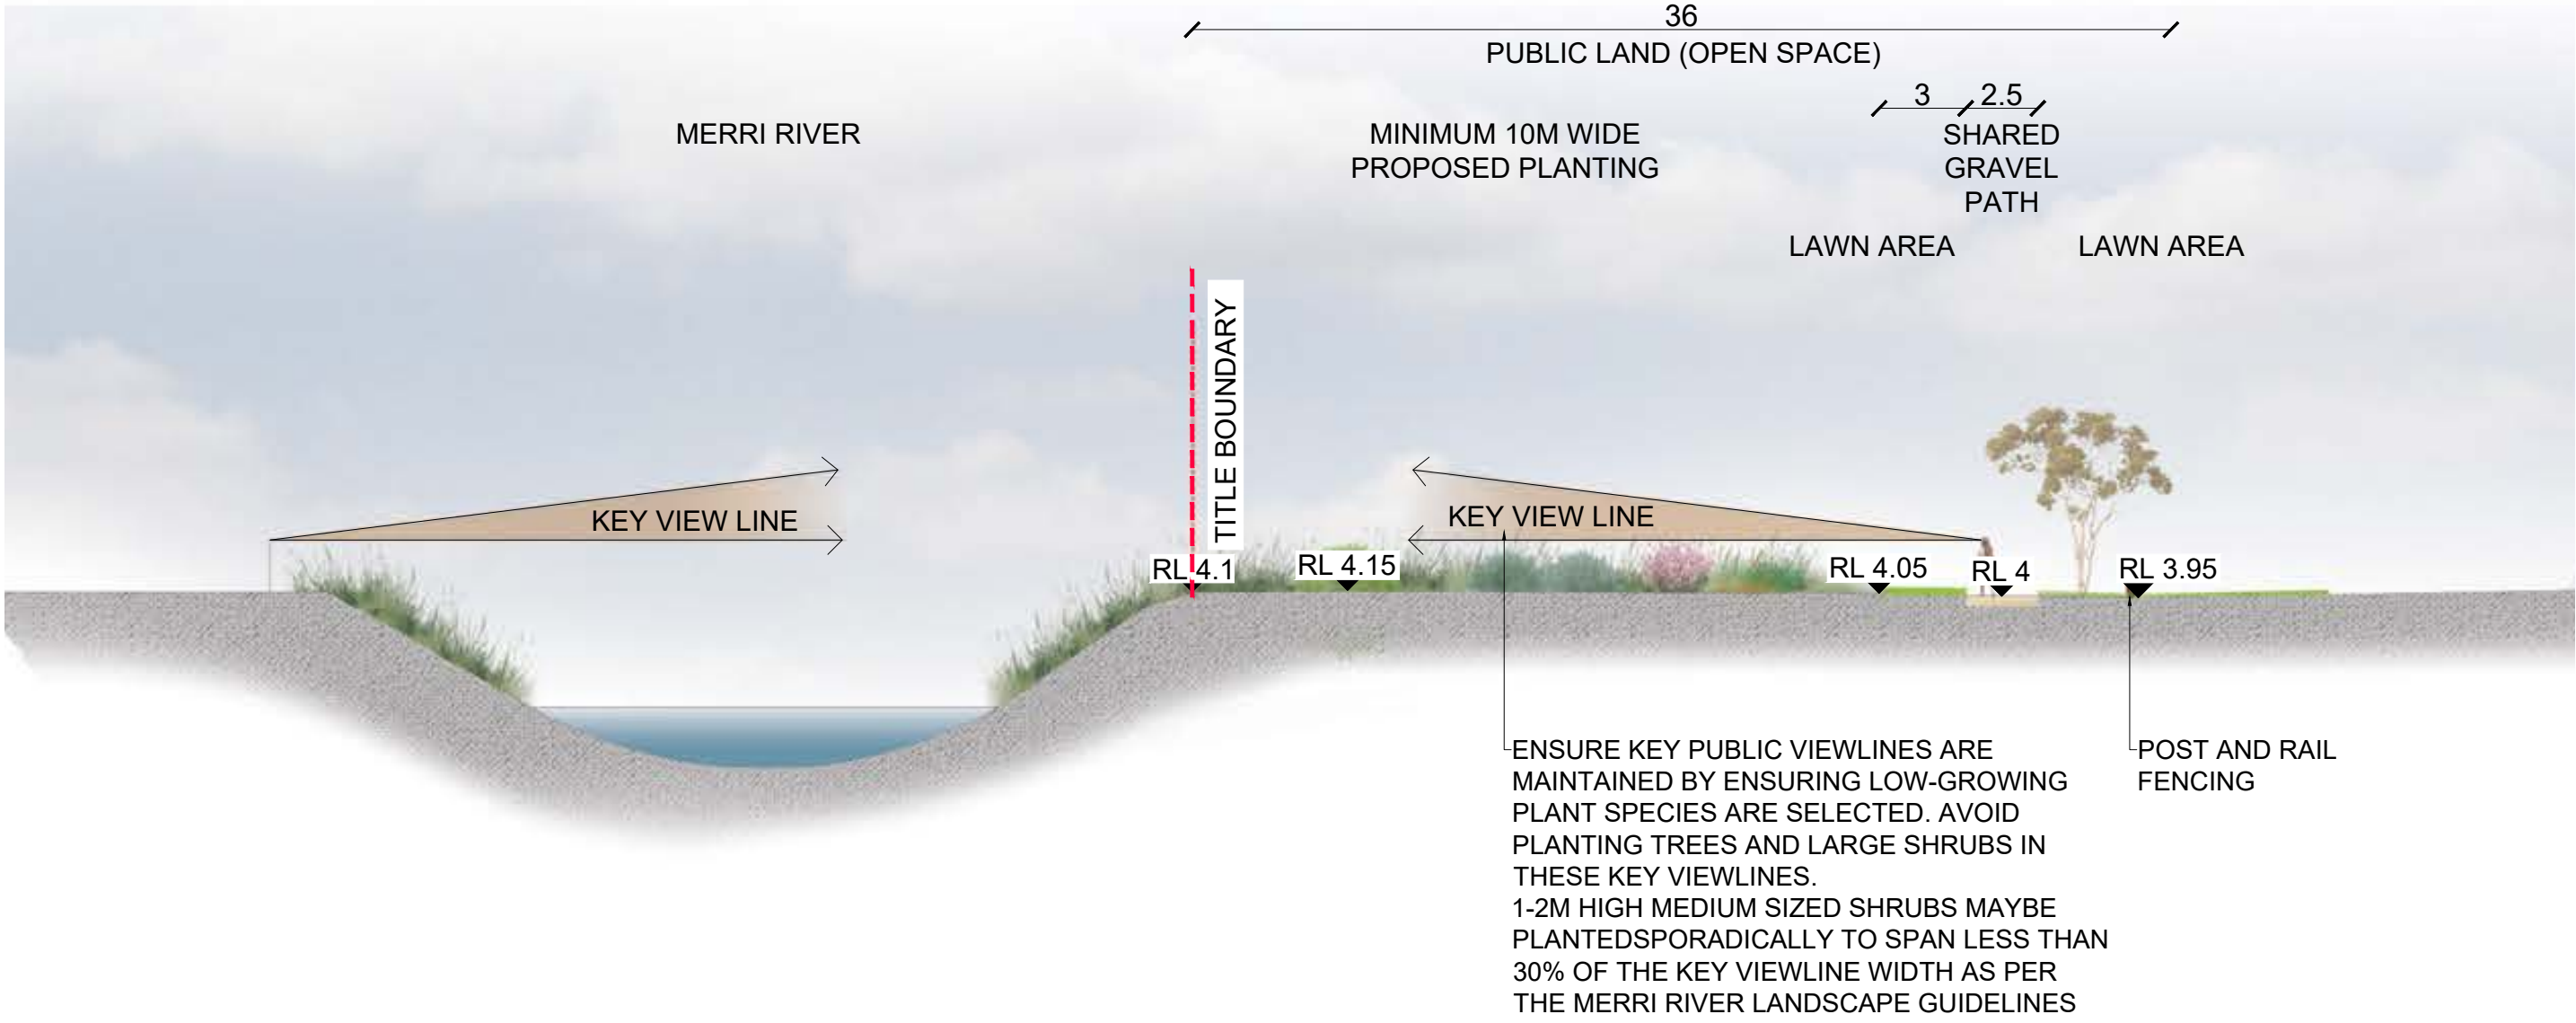 36
PUBLIC LAND (OPEN SPACE)
3
2.5
MERRI RIVER
MINIMUM 10M WIDE
PROPOSED PLANTING
SHARED
GRAVEL
PATH
LAWN AREA
LAWN AREA
TITLE BOUNDARY
KEY VIEW LINE
KEY VIEW LINE
RL 4.1
RL 4.15
RL 4.05
RL 4
RL 3.95
ENSURE KEY PUBLIC VIEWLINES ARE
MAINTAINED BY ENSURING LOW-GROWING
PLANT SPECIES ARE SELECTED. AVOID
PLANTING TREES AND LARGE SHRUBS IN
THESE KEY VIEWLINES.
1-2M HIGH MEDIUM SIZED SHRUBS MAYBE
PLANTEDSPORADICALLY TO SPAN LESS THAN
30% OF THE KEY VIEWLINE WIDTH AS PER
THE MERRI RIVER LANDSCAPE GUIDELINES
POST AND RAIL
FENCING